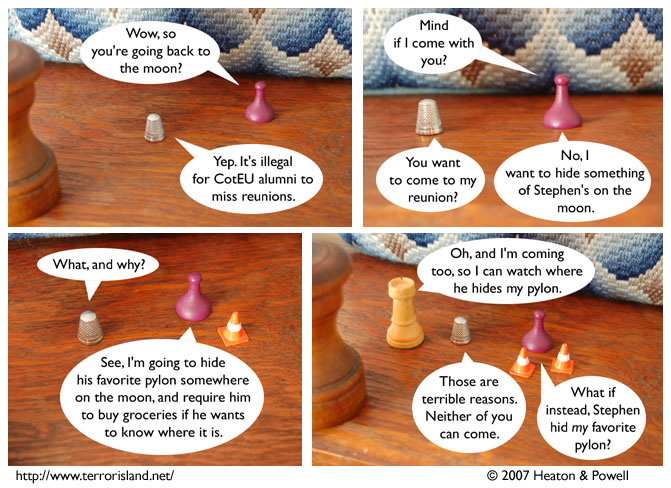 Wow, so
you're going back to
the moon?
Yep. It's illegal
for CotEU alumni to
miss reunions.
Mind
if I come with
you?
You want
to come to my
reunion?
No, I
want to hide something
of Stephen's on the
moon.
What, and why?
See, I'm going to hide
his favorite pylon somewhere
on the moon, and require him
to buy groceries if he wants
to know where it is.
Oh, and I'm coming
too, so I can watch where
he hides my pylon.
Those are
terrible reasons.
Neither of you
can come.
What if
instead, Stephen
hid my favorite
pylon?
http://www.terrorisland.net/
© 2007 Heaton & Powell